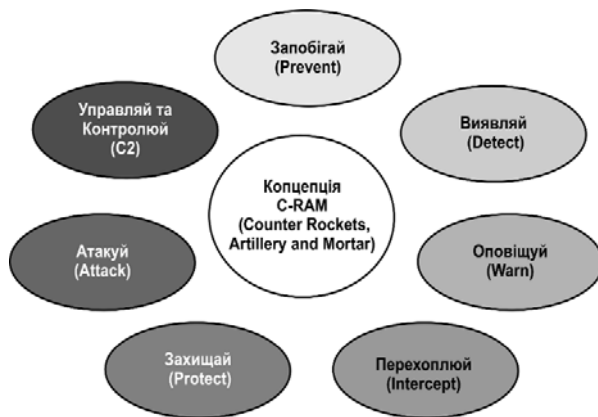 Запобігай
(Prevent)
Управляй та
Контролюй
(C2)
Виявляй
(Detect)
Копцепція
C-RAM
(Counter Rockets,
Artillery and Mortar)
Атакуй
(Attack)
Оповіщуй
(Warn)
Захищай
(Protect)
Перехоплюй
(Intercept)